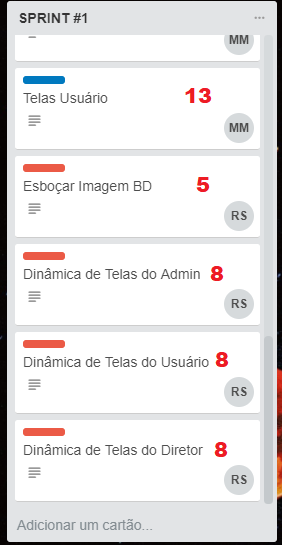 SPRINT #1
MM
Telas Usuário 13
MM
Esboçar Imagem BD 5
RS
Dinâmica de Telas do Admin 8
RS
Dinâmica de Telas do Usuário 8
RS
Dinâmica de Telas do Diretor 8
RS
Adicionar um cartão...